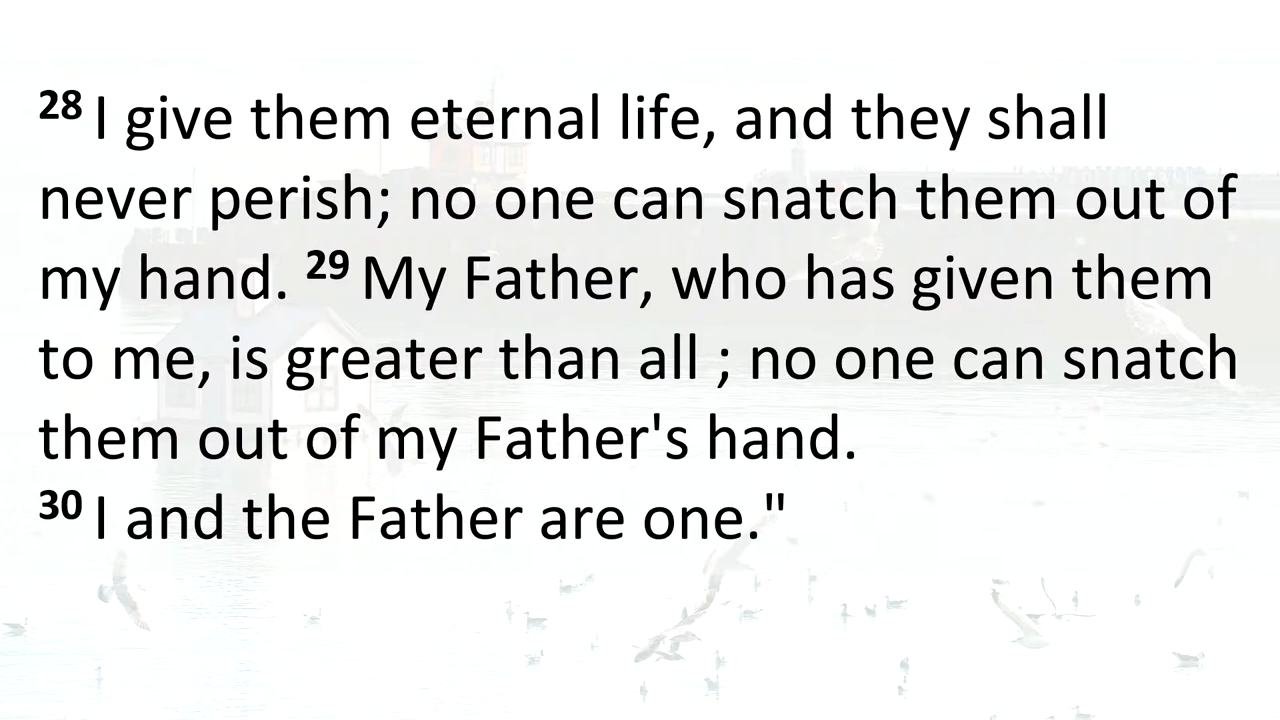 28 I give them eternal life, and they shall
never perish; no one can snatch them out of
my hand. 29 My Father, who has given them
to me, is greater than all ; no one can snatch
them out of my Father's hand.
30 I and the Father are one."